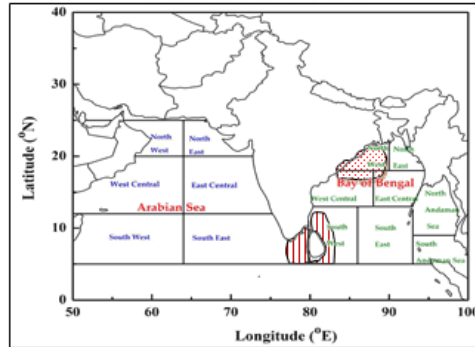 40
30
20
10
0
Latitude (°N)
North
West
North
East
West Central
East Central
Arabian Sea
South West
South East
North
West
North
East
Bay of Bengal
West Central
East Central
North
Andaman
Sea
South
West
South
East
South
Andaman Sea
50
60
70
80
90
100
Longitude (°E)